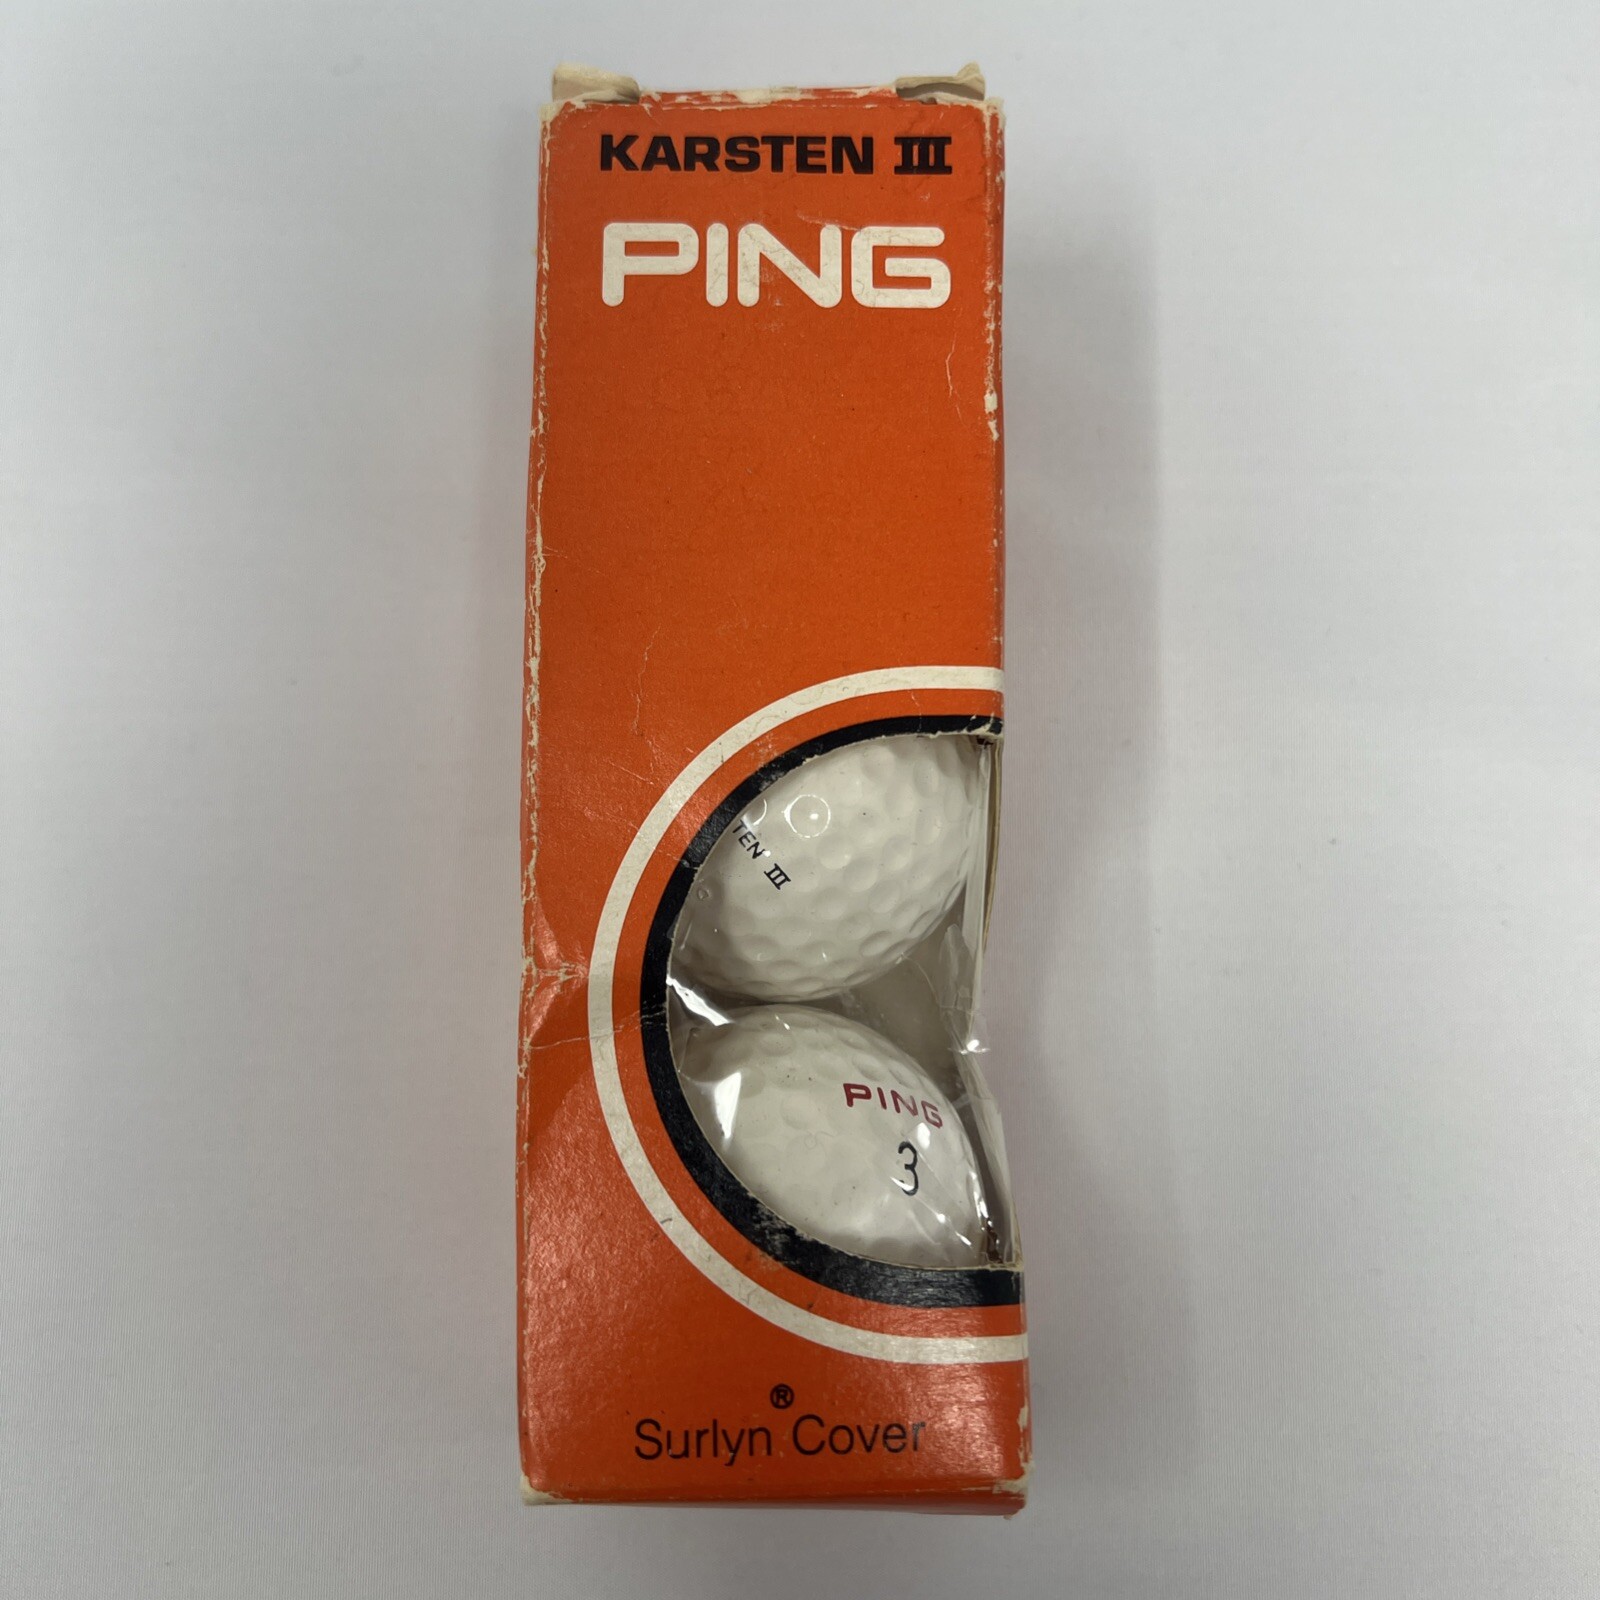 KARSTEN III
PING
TEN III
PING
3
®
Surlyn Cover